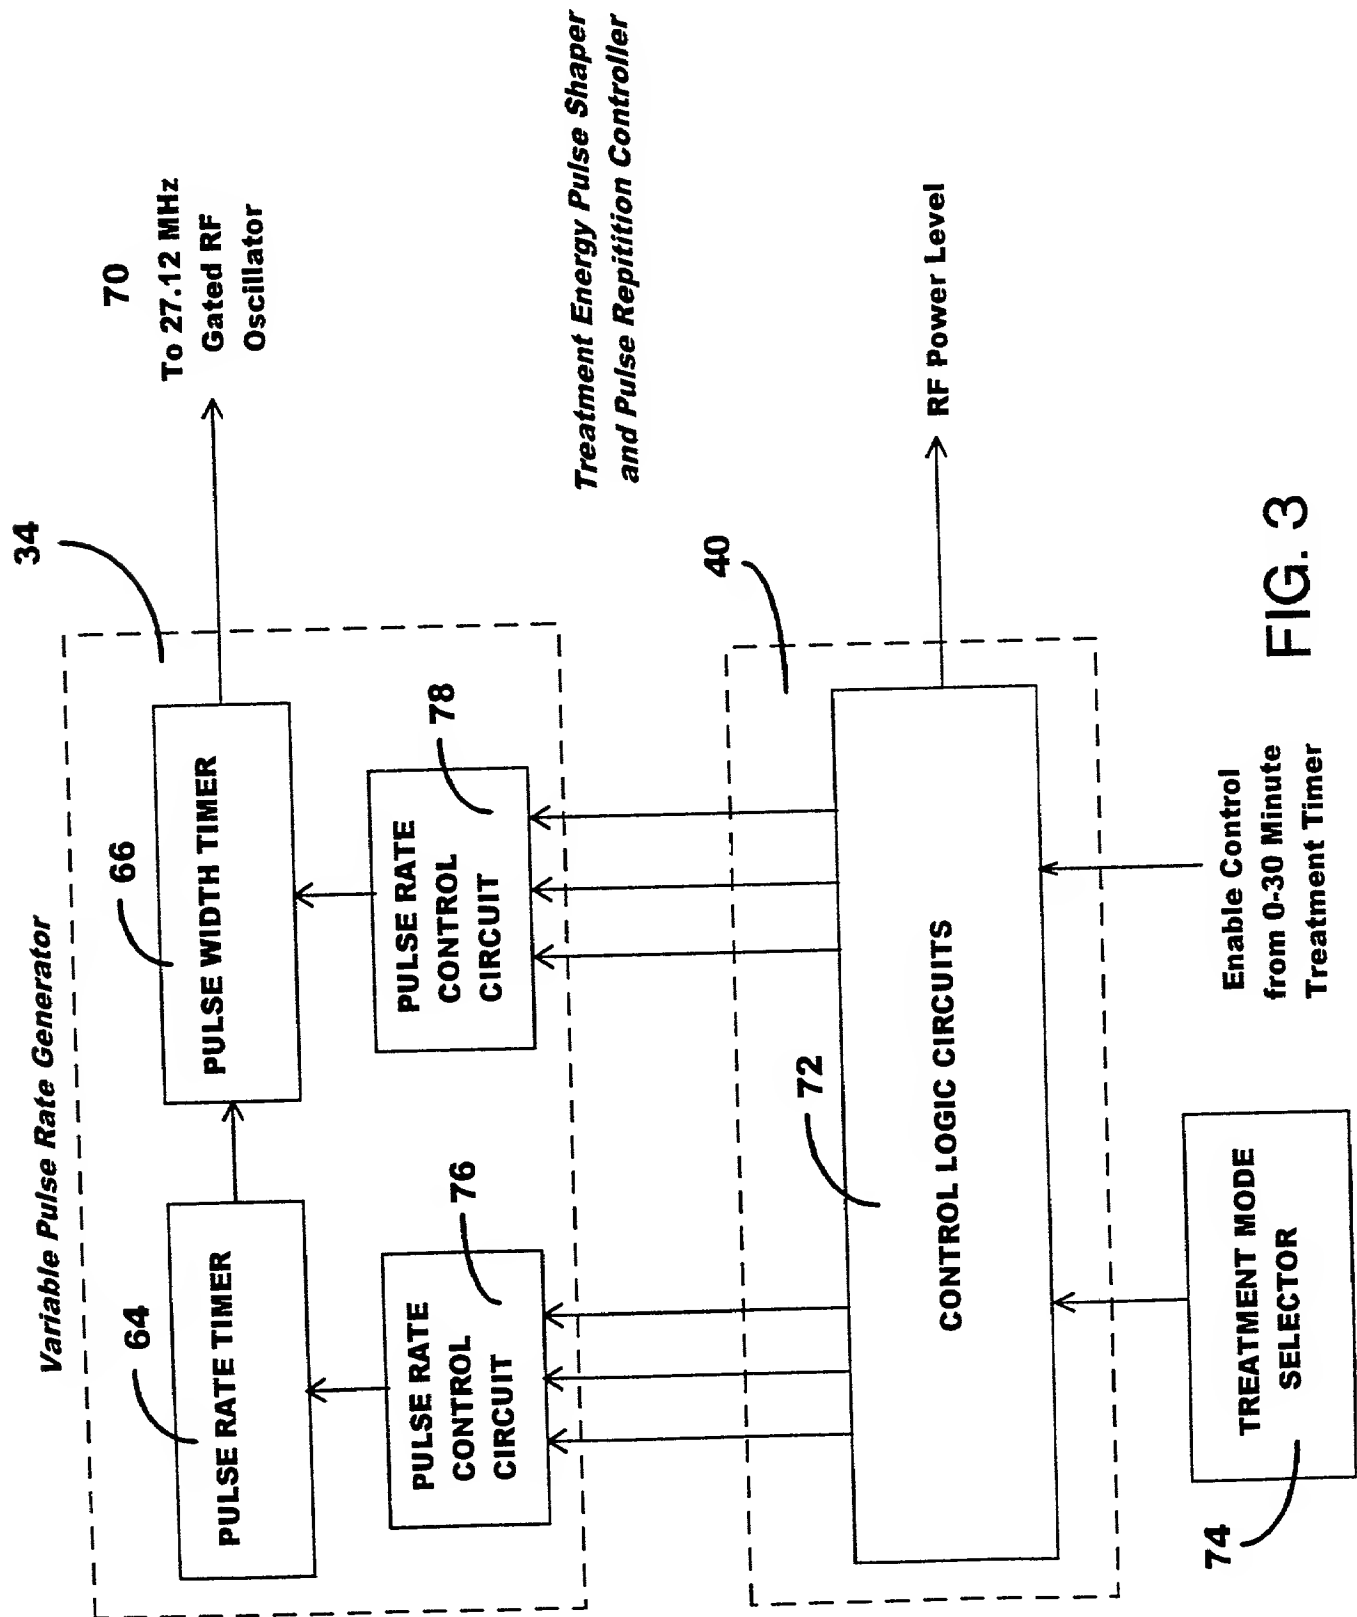 Variable Pulse Rate Generator
34
70
To 27.12 MHz
Gated RF
Oscillator
64
PULSE RATE TIMER
66
PULSE WIDTH TIMER
76
PULSE RATE
CONTROL
CIRCUIT
78
PULSE RATE
CONTROL
CIRCUIT
Treatment Energy Pulse Shaper
and Pulse Repitition Controller
40
72
CONTROL LOGIC CIRCUITS
RF Power Level
74
TREATMENT MODE
SELECTOR
Enable Control
from 0-30 Minute
Treatment Timer
FIG. 3